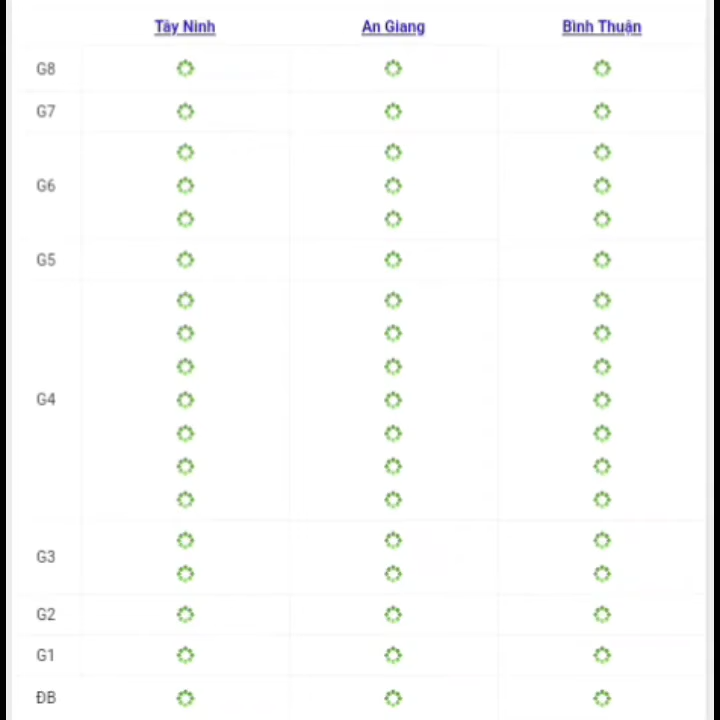 Tây Ninh An Giang Bình Thuận
G8
G7
G6
G5
G4
G3
G2
G1
ĐB